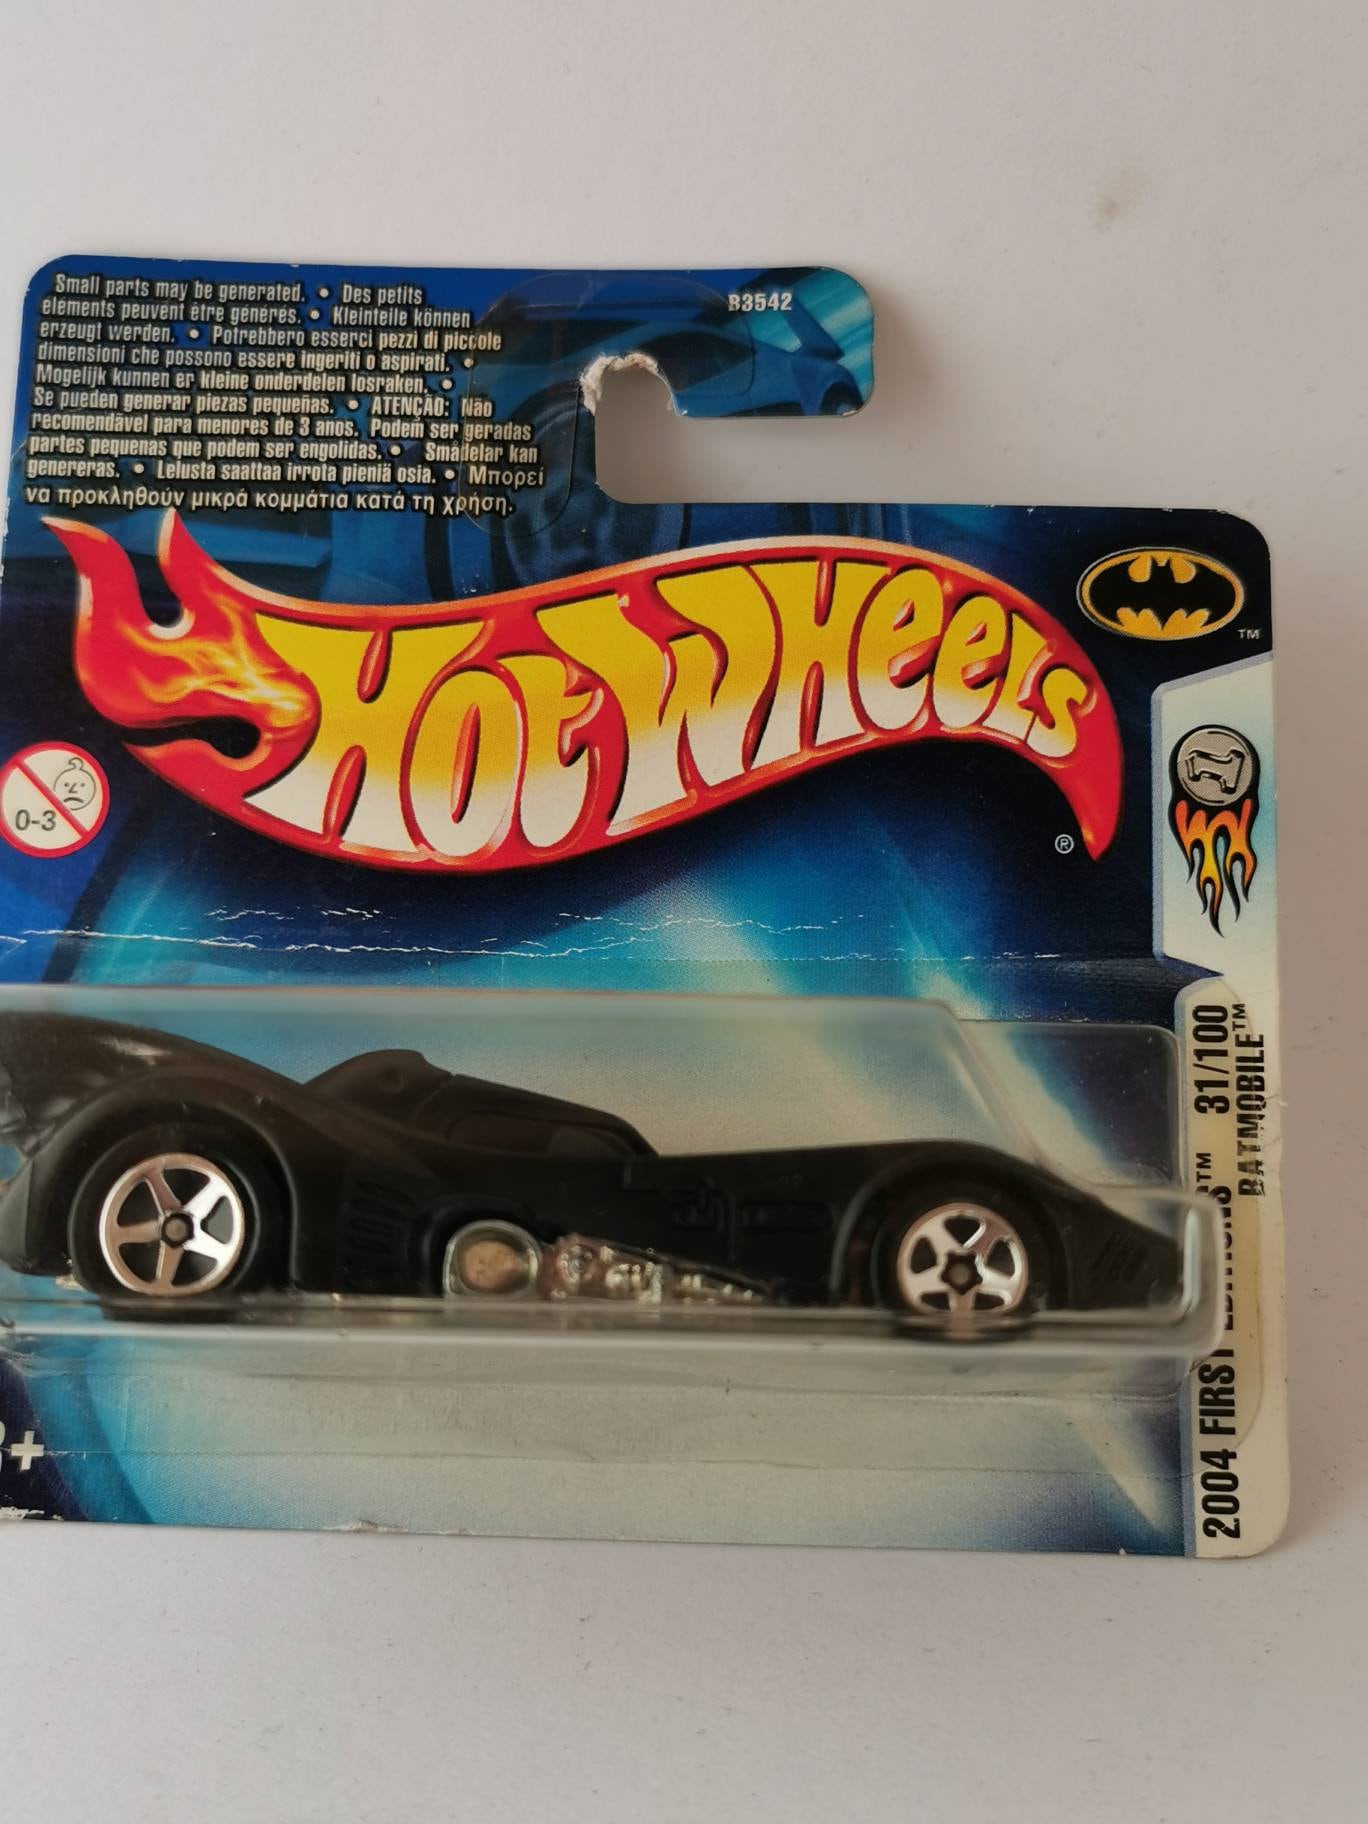 Small parts may be generated. • Des petits
elements peuvent être générés. • Kleinteile können
erzeugt werden. • Potrebbero esserci pezzi di piccole
dimensioni che possono essere ingeriti o aspirati. •
Mogelijk kunnen er kleine onderdelen losraken. •
Se pueden generar piezas pequeñas. • ATENÇÃO: Não
recomendável para menores de 3 anos. Podem ser geradas
partes pequenas que podem ser engolidas. • Smådelar kan
genereras. • Lelusta saattaa irrota pieniä osia. • Μπορεί
να προκληθούν μικρά κομμάτια κατά τη χρήση.
B3542
HOT WHEELS
®
TM
0-3
1
2004 FIRST EDITIONS™ 31/100
BATMOBILE™
3+